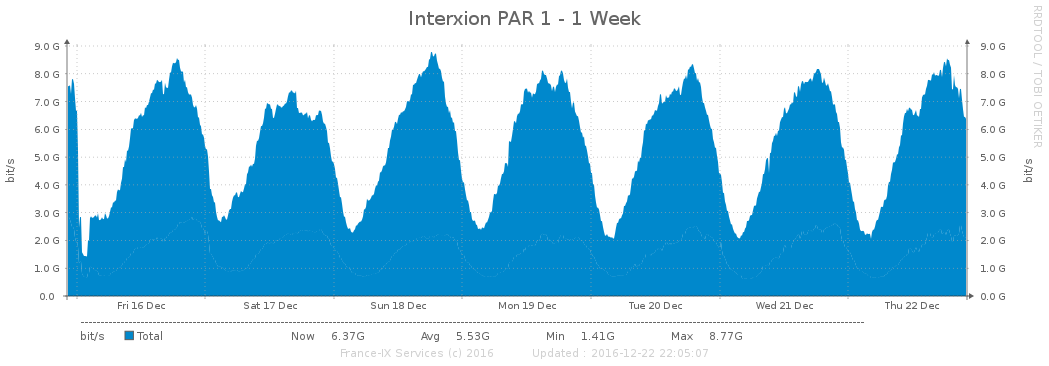 Interxion PAR 1 - 1 Week
RRDTOOL / TOBI OETIKER
bit/s
9.0 G
8.0 G
7.0 G
6.0 G
5.0 G
4.0 G
3.0 G
2.0 G
1.0 G
0.0
9.0 G
8.0 G
7.0 G
6.0 G
5.0 G
4.0 G
3.0 G
2.0 G
1.0 G
0.0 G
bit/s
Fri 16 Dec Sat 17 Dec Sun 18 Dec Mon 19 Dec Tue 20 Dec Wed 21 Dec Thu 22 Dec
bit/s Total Now 6.37G Avg 5.53G Min 1.41G Max 8.77G
France-IX Services (c) 2016 Updated : 2016-12-22 22:05:07